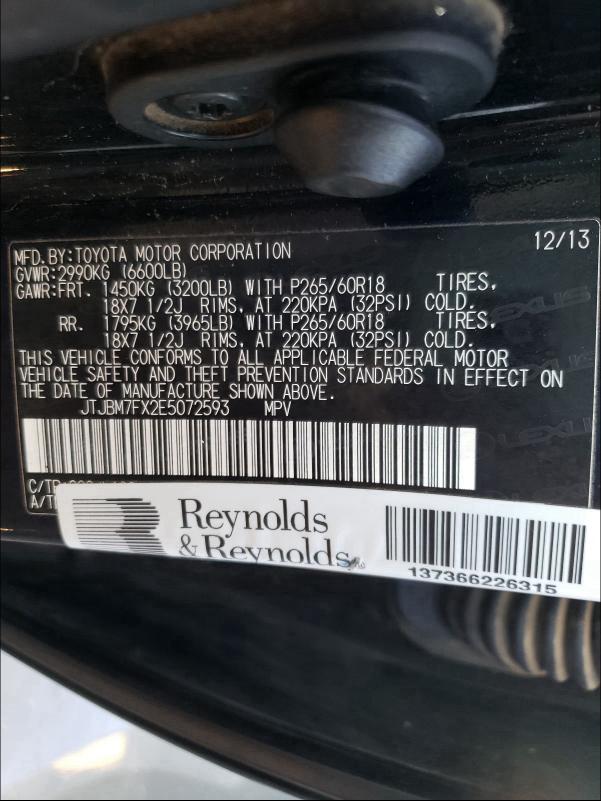 12/13
MFD. BY: TOYOTA MOTOR CORPORATION
GVWR: 2990KG (6600LB)
GAWR: FRT. 1450KG (3200LB) WITH P265/60R18 TIRES,
18X7 1/2J RIMS, AT 220KPA (32PSI) COLD.
RR. 1795KG (3965LB) WITH P265/60R18 TIRES,
18X7 1/2J RIMS, AT 220KPA (32PSI) COLD.
THIS VEHICLE CONFORMS TO ALL APPLICABLE FEDERAL MOTOR
VEHICLE SAFETY AND THEFT PREVENTION STANDARDS IN EFFECT ON
THE DATE OF MANUFACTURE SHOWN ABOVE.
JTJBM7FX2E5072593 MPV
LEXUS
LEXUS
Reynolds
& Reynolds
137366226315